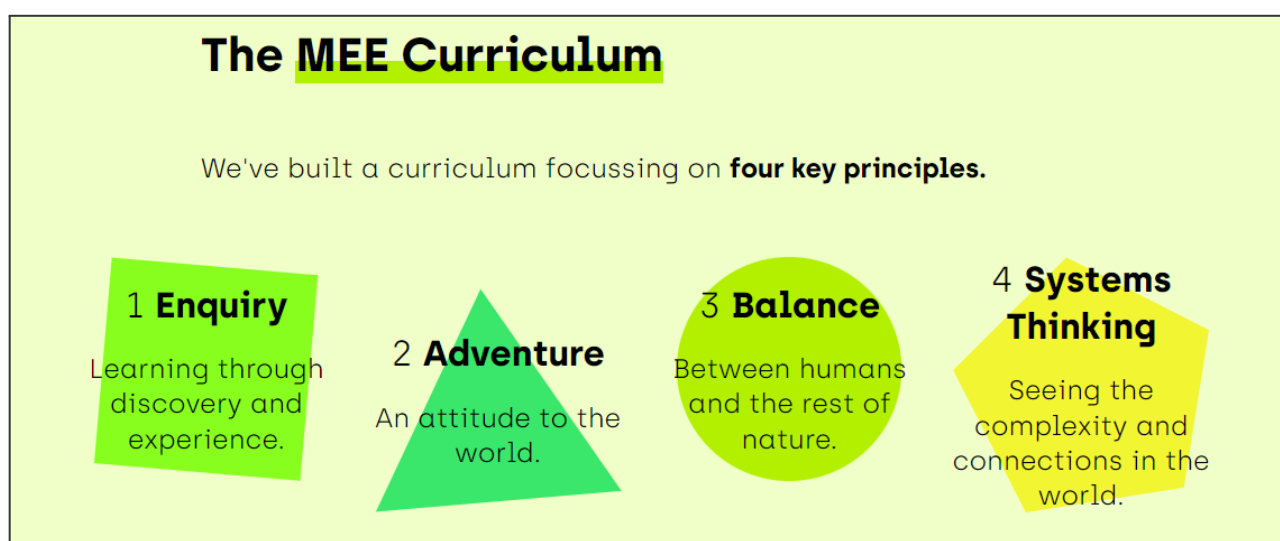 The MEE Curriculum
We've built a curriculum focussing on four key principles.
1 Enquiry
Learning through
discovery and
experience.
2 Adventure
An attitude to the
world.
3 Balance
Between humans
and the rest of
nature.
4 Systems
Thinking
Seeing the
complexity and
connections in the
world.